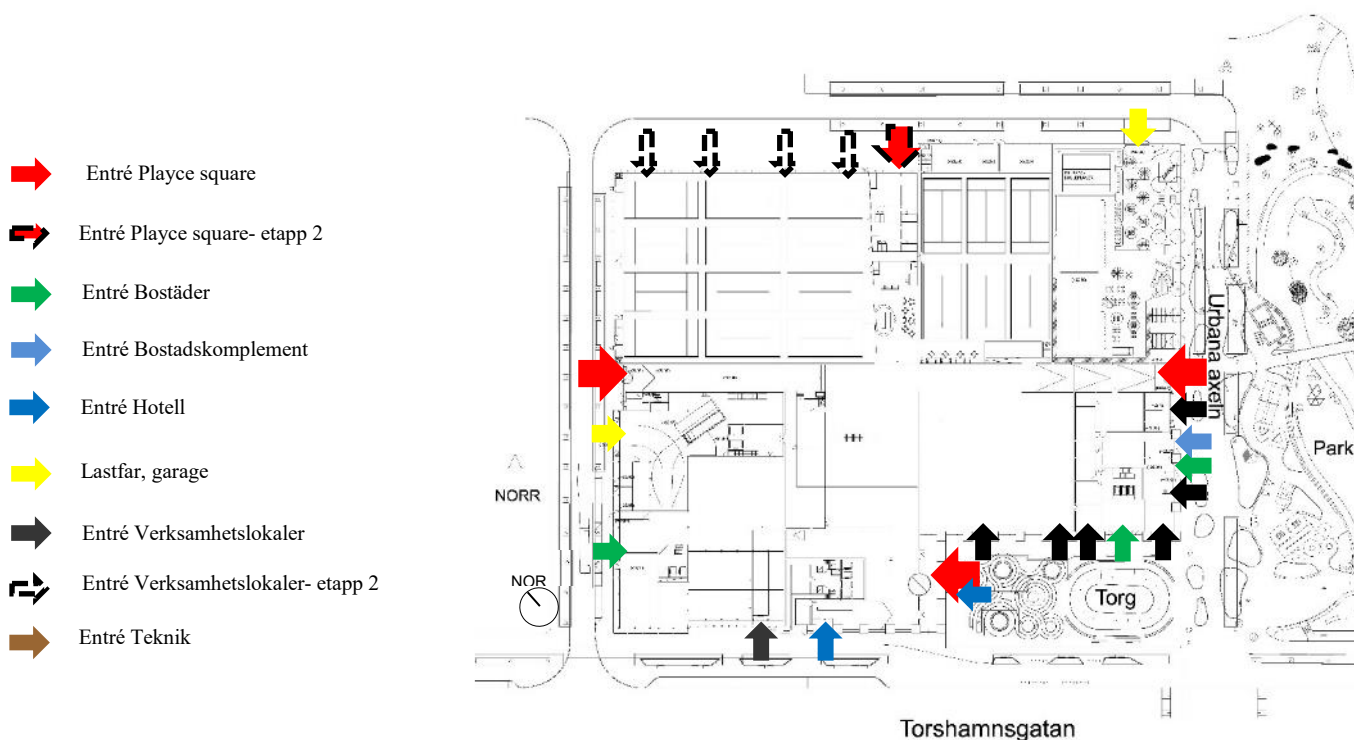 Entré Playce square
Entré Playce square- etapp 2
Entré Bostäder
Entré Bostadskomplement
Entré Hotell
Lastfar, garage
Entré Verksamhetslokaler
Entré Verksamhetslokaler- etapp 2
Entré Teknik
NORR
NOR
Urbana axeln
Park
Torg
Torshamnsgatan